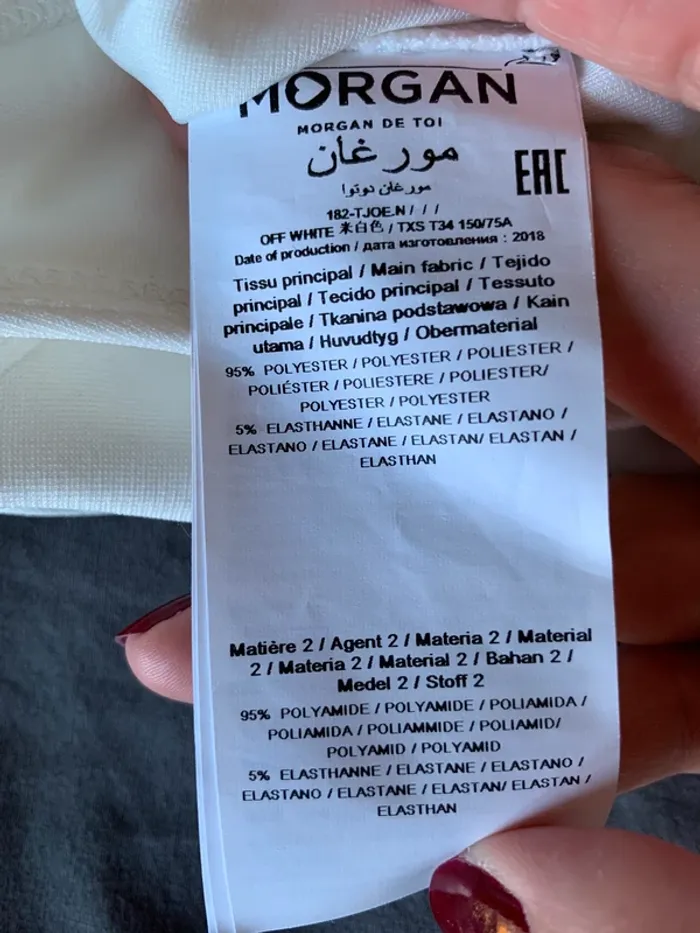 MORGAN
MORGAN DE TOI
مورغان
مورغان دوتوا
EAC
182-TJOE.N / / /
OFF WHITE 米白色 / TXS T34 150/75A
Date of production / дата изготовления : 2018
Tissu principal / Main fabric / Tejido
principal / Tecido principal / Tessuto
principale / Tkanina podstawowa / Kain
utama / Huvudtyg / Obermaterial
95% POLYESTER / POLYESTER / POLIESTER /
POLIÉSTER / POLIESTERE / POLIESTER/
POLYESTER / POLYESTER
5% ELASTHANNE / ELASTANE / ELASTANO /
ELASTANO / ELASTANE / ELASTAN/ ELASTAN /
ELASTHAN
Matière 2 / Agent 2 / Materia 2 / Material
2 / Materia 2 / Material 2 / Bahan 2 /
Medel 2 / Stoff 2
95% POLYAMIDE / POLYAMIDE / POLIAMIDA /
POLIAMIDA / POLIAMMIDE / POLIAMID/
POLYAMID / POLYAMID
5% ELASTHANNE / ELASTANE / ELASTANO /
ELASTANO / ELASTANE / ELASTAN/ ELASTAN /
ELASTHAN